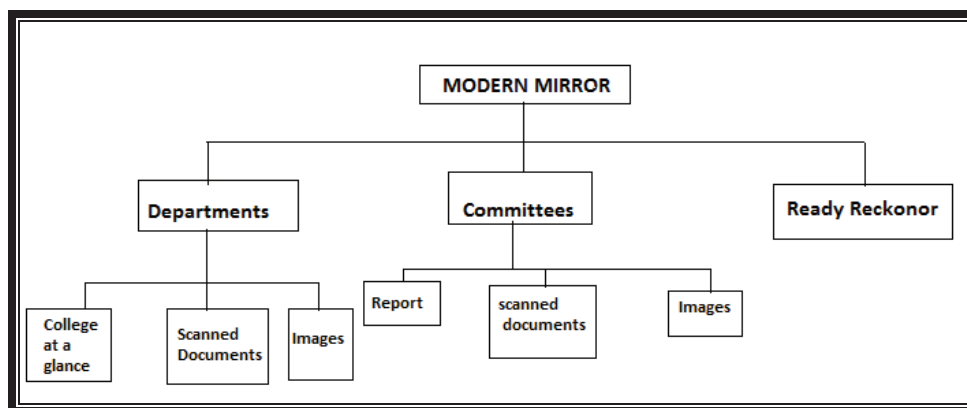 MODERN MIRROR
Departments
Committees
Ready Reckonor
College
at a
glance
Scanned
Documents
Images
Report
scanned
documents
Images